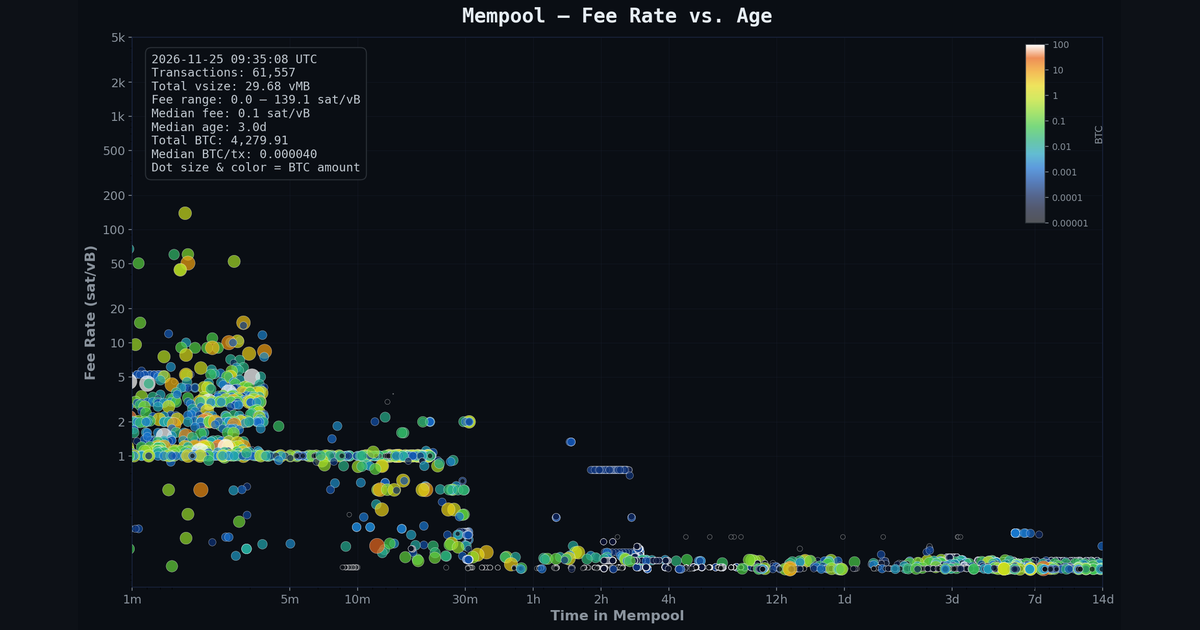 Mempool — Fee Rate vs. Age
2026-11-25 09:35:08 UTC
Transactions: 61,557
Total vsize: 29.68 vMB
Fee range: 0.0 – 139.1 sat/vB
Median fee: 0.1 sat/vB
Median age: 3.0d
Total BTC: 4,279.91
Median BTC/tx: 0.000040
Dot size & color = BTC amount
5k
2k
1k
500
200
100
50
20
10
5
2
1
Fee Rate (sat/vB)
100
10
1
0.1
0.01
0.001
0.0001
0.00001
BTC
1m 5m 10m 30m 1h 2h 4h 12h 1d 3d 7d 14d
Time in Mempool